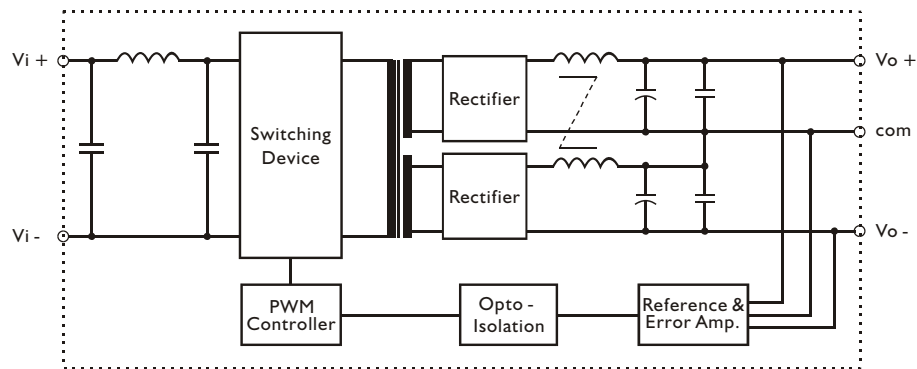 Vi +
Vo +
Switching
Device
Rectifier
com
Rectifier
Vi -
Vo -
PWM
Controller
Opto -
Isolation
Reference &
Error Amp.